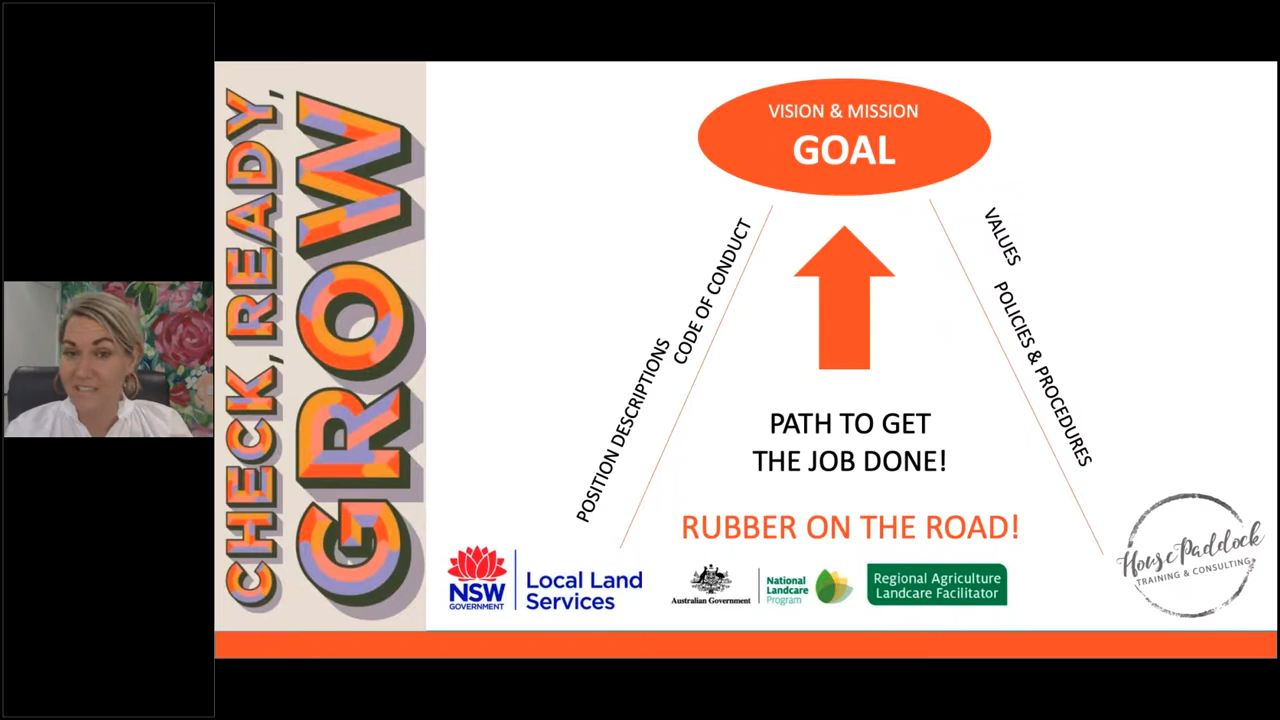 CHECK, READY,
GROW
VISION & MISSION
GOAL
POSITION DESCRIPTIONS
CODE OF CONDUCT
VALUES
POLICIES & PROCEDURES
PATH TO GET
THE JOB DONE!
RUBBER ON THE ROAD!
NSW
GOVERNMENT
Local Land
Services
Australian Government
National
Landcare
Program
Regional Agriculture
Landcare Facilitator
House Paddock
TRAINING & CONSULTING